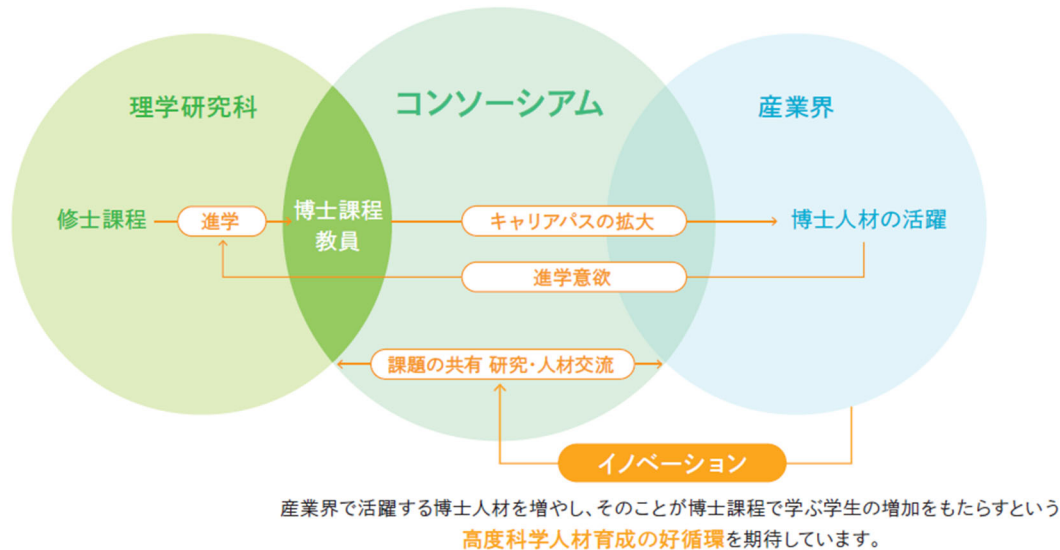 理学研究科
コンソーシアム
産業界
修士課程
進学
博士課程
教員
キャリアパスの拡大
博士人材の活躍
進学意欲
課題の共有 研究・人材交流
イノベーション
産業界で活躍する博士人材を増やし、そのことが博士課程で学ぶ学生の増加をもたらすという
高度科学人材育成の好循環を期待しています。